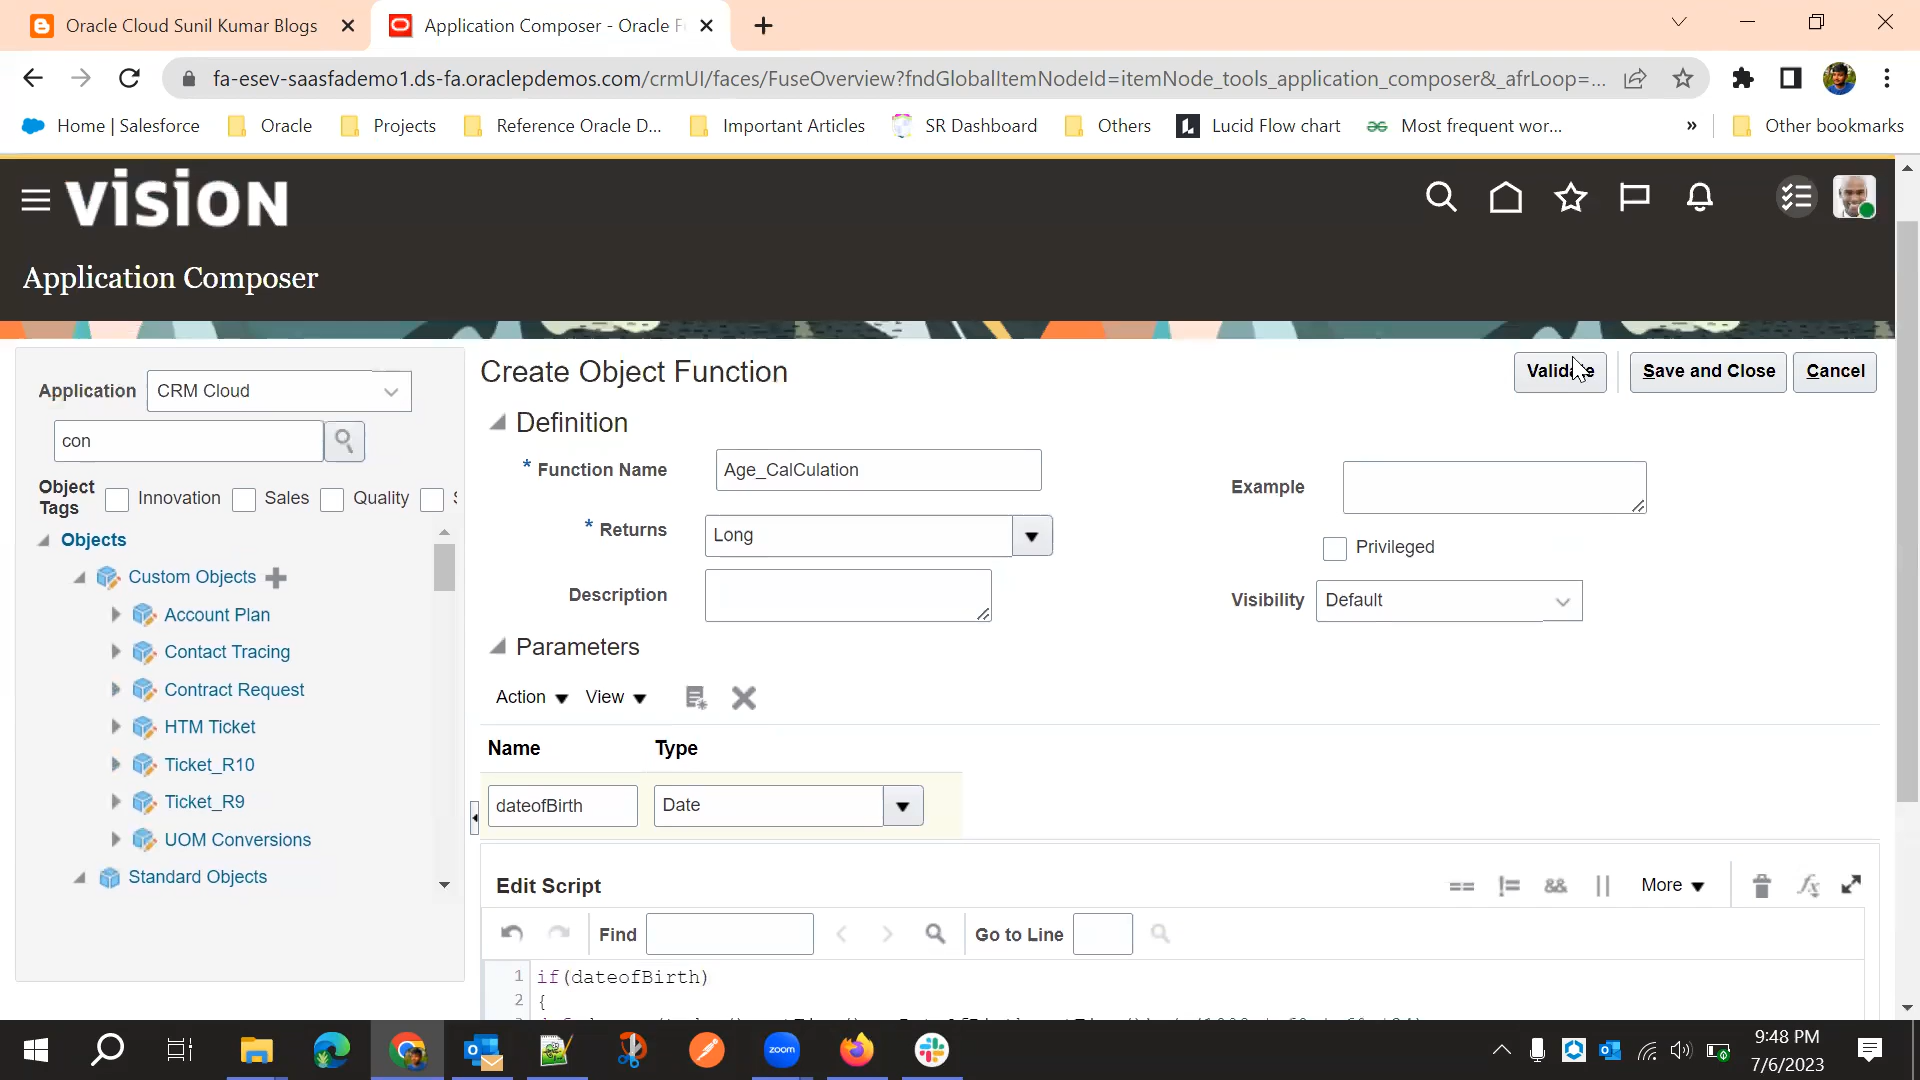 Oracle Cloud Sunil Kumar Blogs
Application Composer - Oracle F
fa-esev-saasfademo1.ds-fa.oraclepdemos.com/crmUI/faces/FuseOverview?fndGlobalItemNodeId=itemNode_tools_application_composer&_afrLoop=...
Home | Salesforce Oracle Projects Reference Oracle D... Important Articles SR Dashboard Others Lucid Flow chart Most frequent wor... » Other bookmarks
VISION
Application Composer
Application CRM Cloud
con
Object Tags Innovation Sales Quality
Objects
Custom Objects
Account Plan
Contact Tracing
Contract Request
HTM Ticket
Ticket_R10
Ticket_R9
UOM Conversions
Standard Objects
Create Object Function
Validate Save and Close Cancel
Definition
* Function Name Age_CalCulation
Example
* Returns Long
Privileged
Description
Visibility Default
Parameters
Action View
Name Type
dateofBirth Date
Edit Script
== != && || More fx
Find Go to Line
1 if(dateofBirth)
2 {
zoom
9:48 PM
7/6/2023